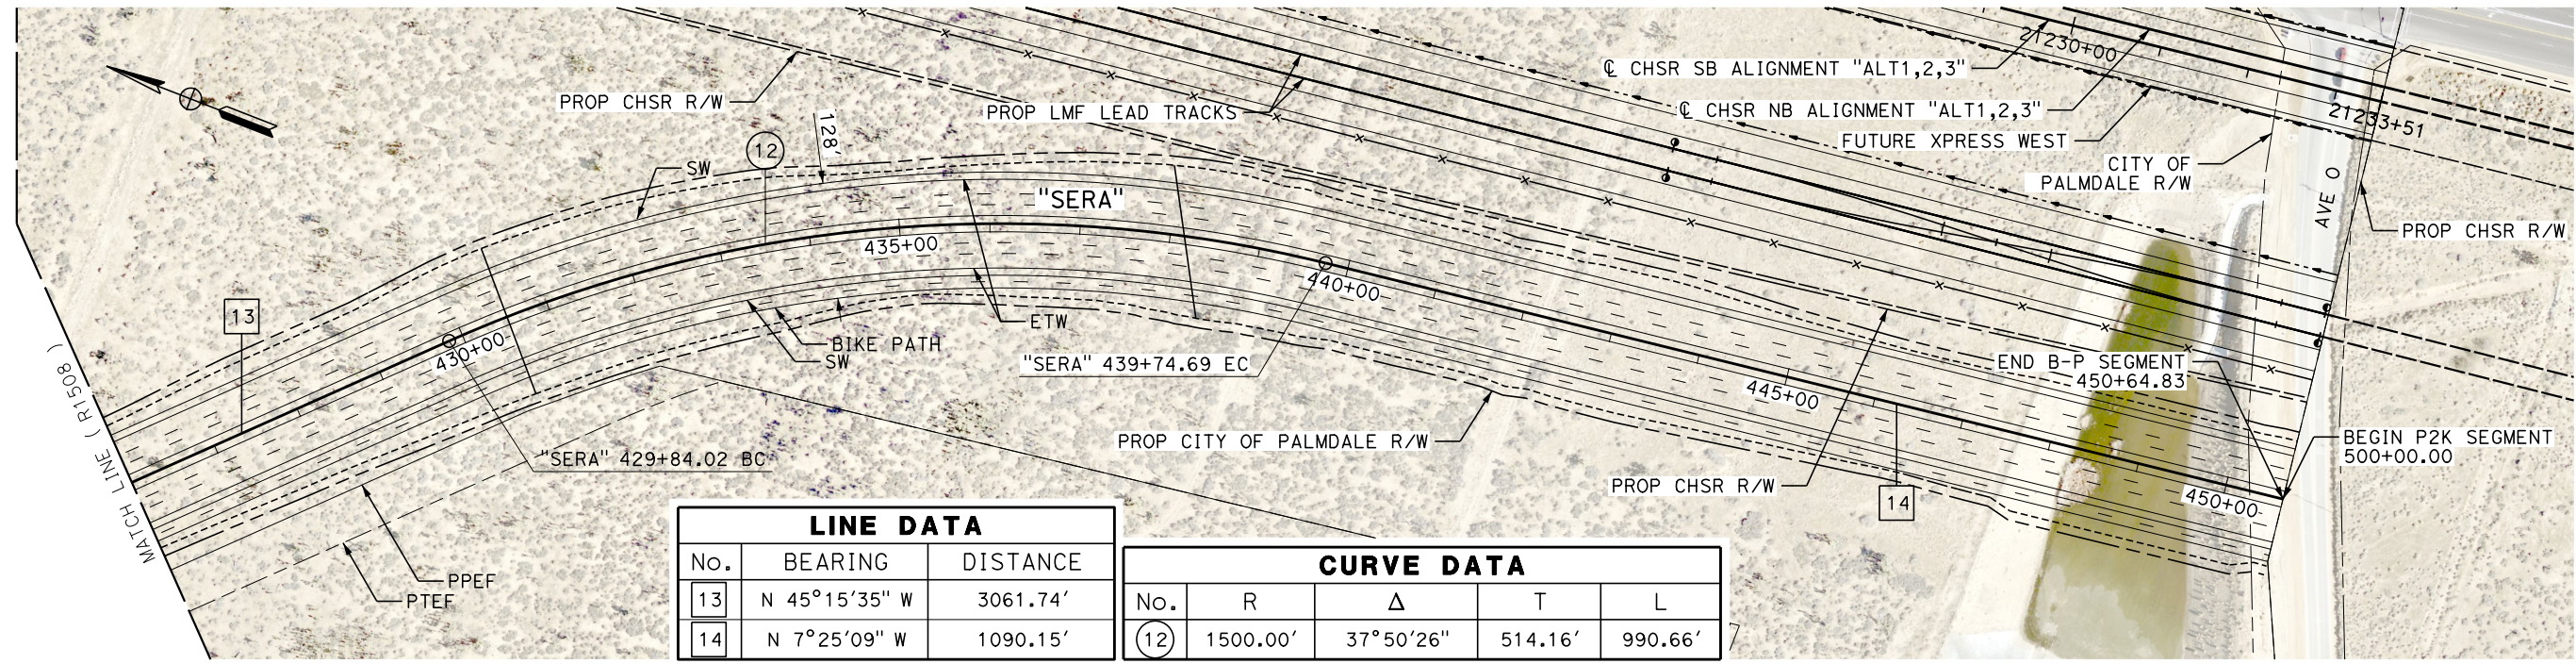 21230+00
℄ CHSR SB ALIGNMENT "ALT1,2,3"
PROP CHSR R/W
PROP LMF LEAD TRACKS
℄ CHSR NB ALIGNMENT "ALT1,2,3"
21233+51
FUTURE XPRESS WEST
128'
12
CITY OF
PALMDALE R/W
SW
"SERA"
AVE O
PROP CHSR R/W
435+00
440+00
13
ETW
BIKE PATH
SW
430+00
"SERA" 439+74.69 EC
END B-P SEGMENT
450+64.83
445+00
MATCH LINE ( R1508 )
PROP CITY OF PALMDALE R/W
BEGIN P2K SEGMENT
500+00.00
"SERA" 429+84.02 BC
PROP CHSR R/W
14
450+00
PPEF
PTEF
LINE DATA
No. BEARING DISTANCE
13 N 45°15'35" W 3061.74'
14 N 7°25'09" W 1090.15'
CURVE DATA
No. R Δ T L
12 1500.00' 37°50'26" 514.16' 990.66'